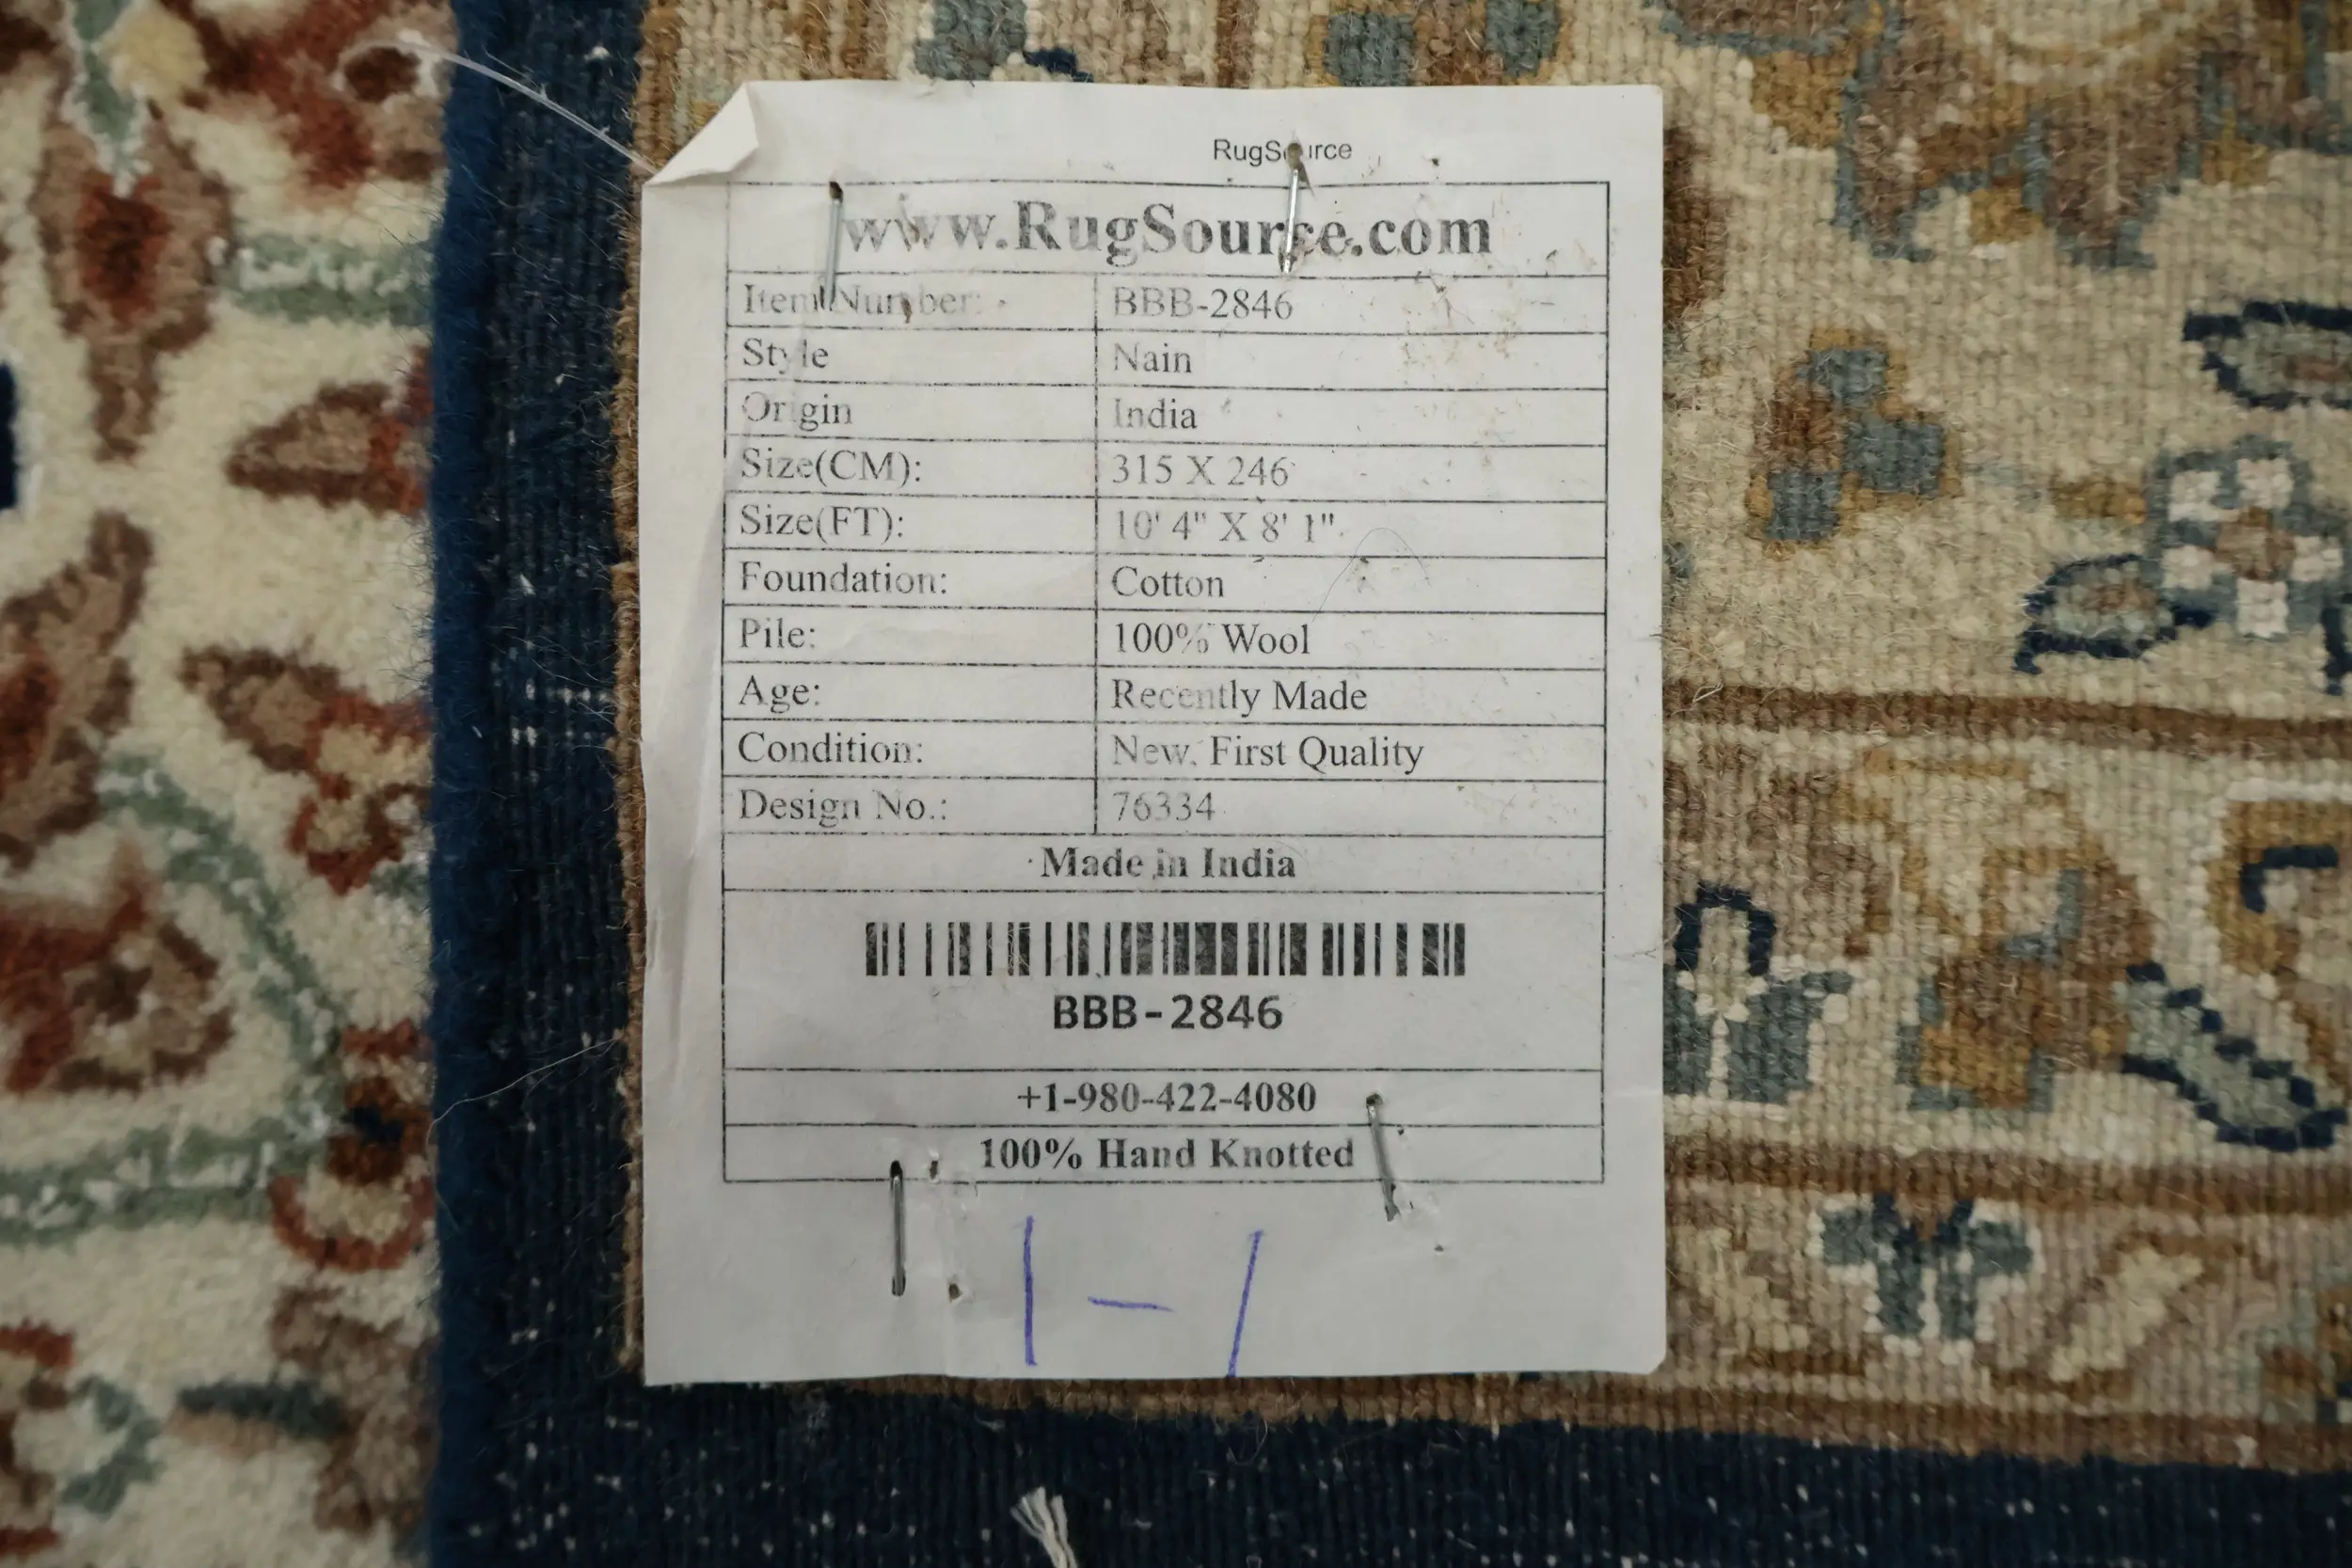 RugSource
www.RugSource.com
Item Number: BBB-2846
Style Nain
Origin India
Size(CM): 315 X 246
Size(FT): 10' 4" X 8' 1"
Foundation: Cotton
Pile: 100% Wool
Age: Recently Made
Condition: New, First Quality
Design No.: 76334
Made in India
BBB-2846
+1-980-422-4080
100% Hand Knotted
1-1